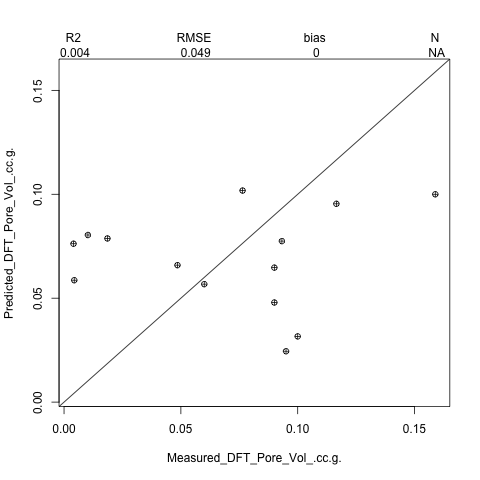 R2 RMSE bias N
0.004 0.049 0 NA
0.15
0.10
0.05
0.00
Predicted_DFT_Pore_Vol_.cc.g.
0.00 0.05 0.10 0.15
Measured_DFT_Pore_Vol_.cc.g.